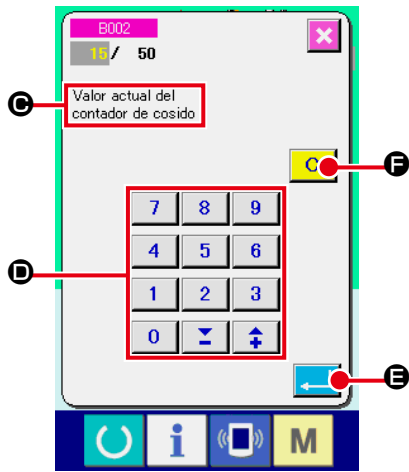 B002
15/ 50
Valor actual del
contador de cosido
C
C
F
7 8 9
4 5 6
D
1 2 3
0
E
i
M